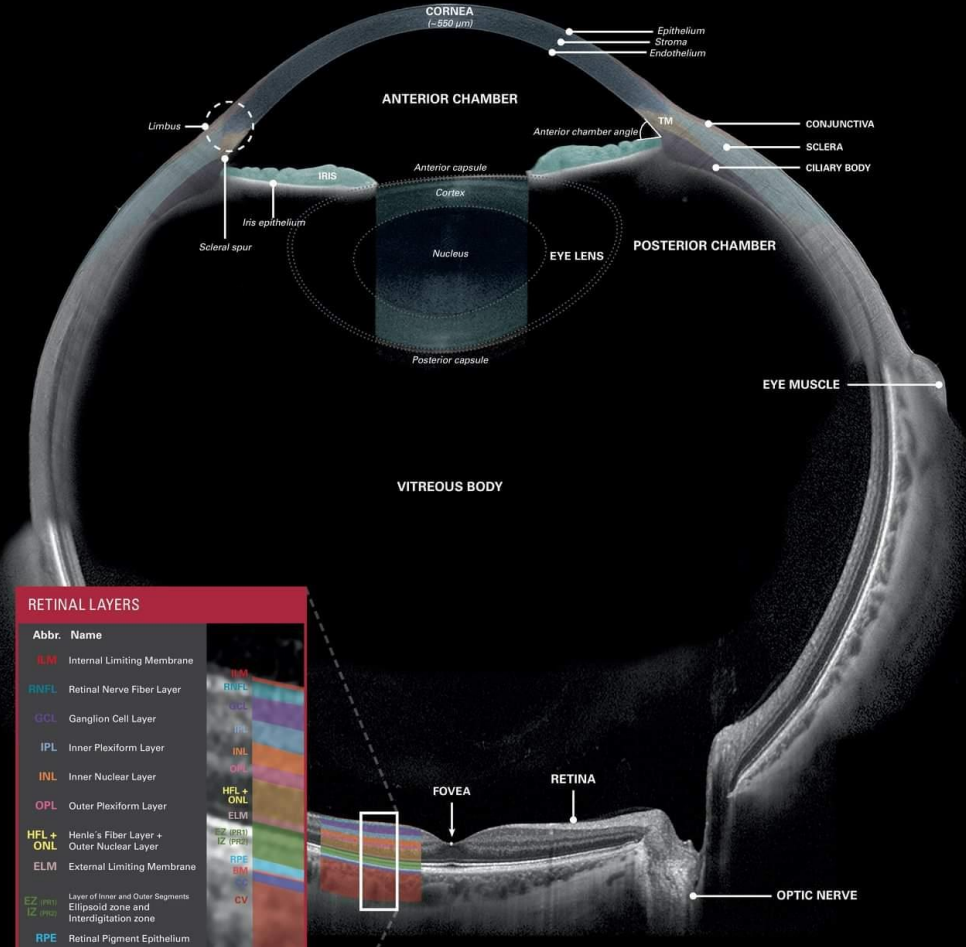 CORNEA
(~550 µm)
Epithelium
Stroma
Endothelium
ANTERIOR CHAMBER
Limbus
TM
Anterior chamber angle
CONJUNCTIVA
SCLERA
CILIARY BODY
IRIS
Anterior capsule
Cortex
Iris epithelium
Scleral spur
Nucleus
EYE LENS
POSTERIOR CHAMBER
Posterior capsule
EYE MUSCLE
VITREOUS BODY
RETINAL LAYERS
Abbr. Name
ILM Internal Limiting Membrane
RNFL Retinal Nerve Fiber Layer
GCL Ganglion Cell Layer
IPL Inner Plexiform Layer
INL Inner Nuclear Layer
OPL Outer Plexiform Layer
HFL + Henle's Fiber Layer +
ONL Outer Nuclear Layer
ELM External Limiting Membrane
Layer of Inner and Outer Segments
EZ (PR1) Ellipsoid zone and
IZ (PR2) Interdigitation zone
RPE Retinal Pigment Epithelium
ILM
RNFL
GCL
IPL
INL
OPL
HFL +
ONL
ELM
EZ (PR1)
IZ (PR2)
RPE
BM
CV
FOVEA
RETINA
OPTIC NERVE